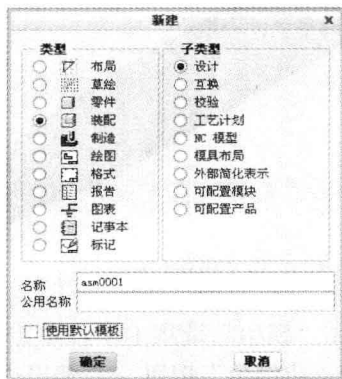 新建
类型
布局
草绘
零件
装配
制造
绘图
格式
报告
图表
记事本
标记
子类型
设计
互换
校验
工艺计划
NC 模型
模具布局
外部简化表示
可配置模块
可配置产品
名称 asm0001
公用名称
使用默认模板
确定 取消